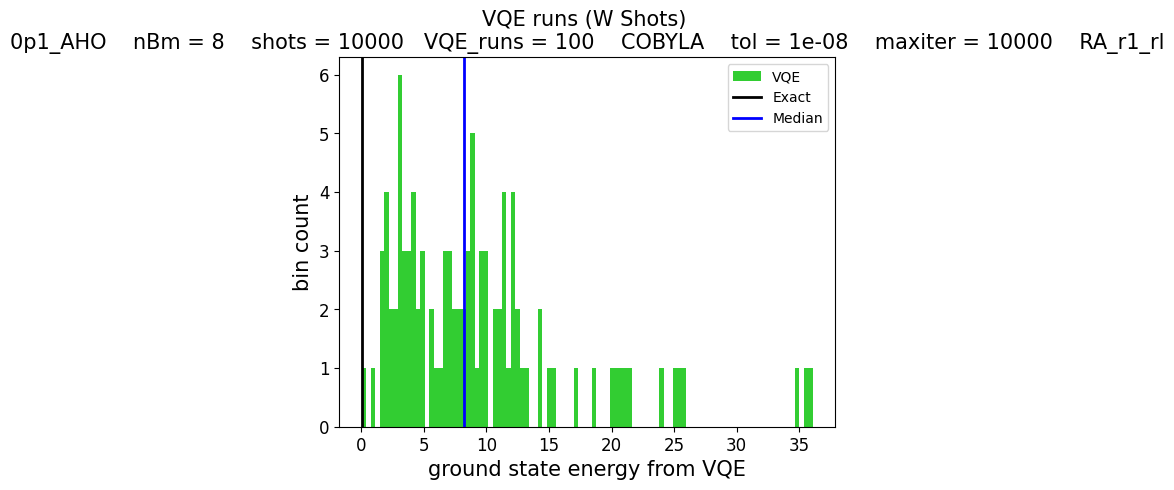 VQE runs (W Shots)
0p1_AHO nBm = 8 shots = 10000 VQE_runs = 100 COBYLA tol = 1e-08 maxiter = 10000 RA_r1_rl
VQE
Exact
Median
bin count
6
5
4
3
2
1
0
0 5 10 15 20 25 30 35
ground state energy from VQE